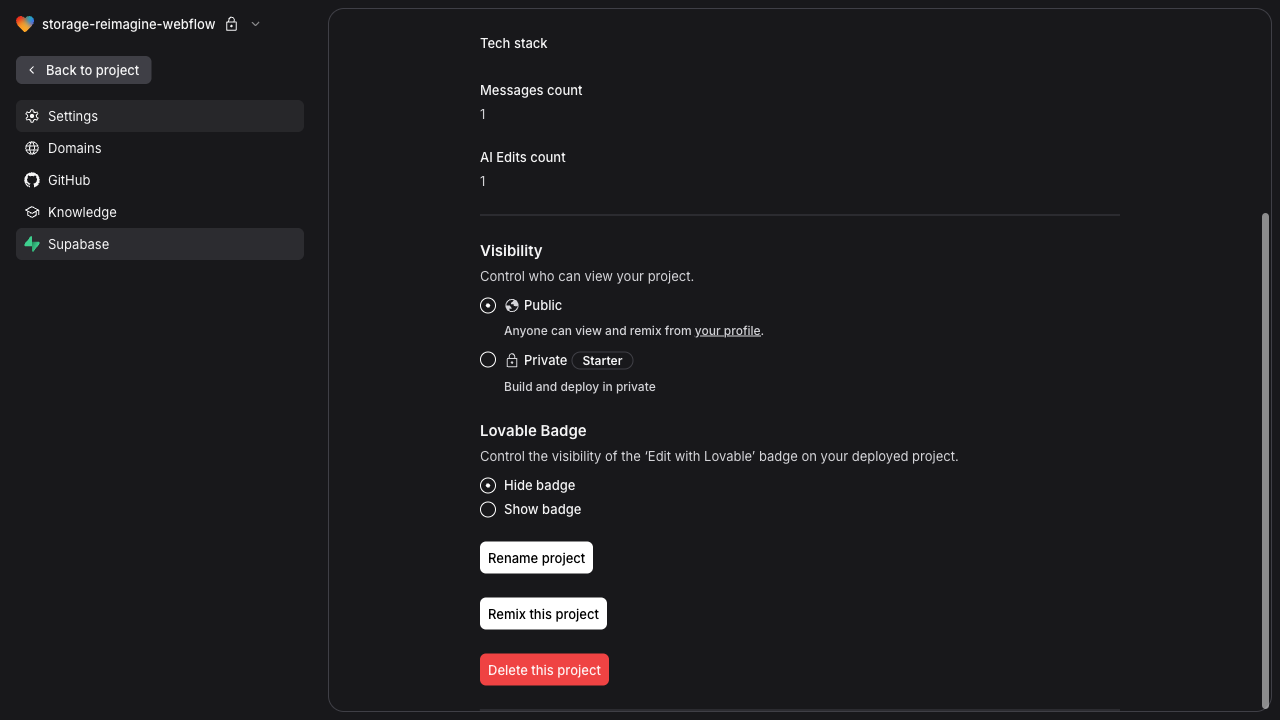 storage-reimagine-webflow
Back to project
Settings
Domains
GitHub
Knowledge
Supabase
Tech stack
Messages count
1
AI Edits count
1
Visibility
Control who can view your project.
Public
Anyone can view and remix from your profile.
Private Starter
Build and deploy in private
Lovable Badge
Control the visibility of the ‘Edit with Lovable’ badge on your deployed project.
Hide badge
Show badge
Rename project
Remix this project
Delete this project